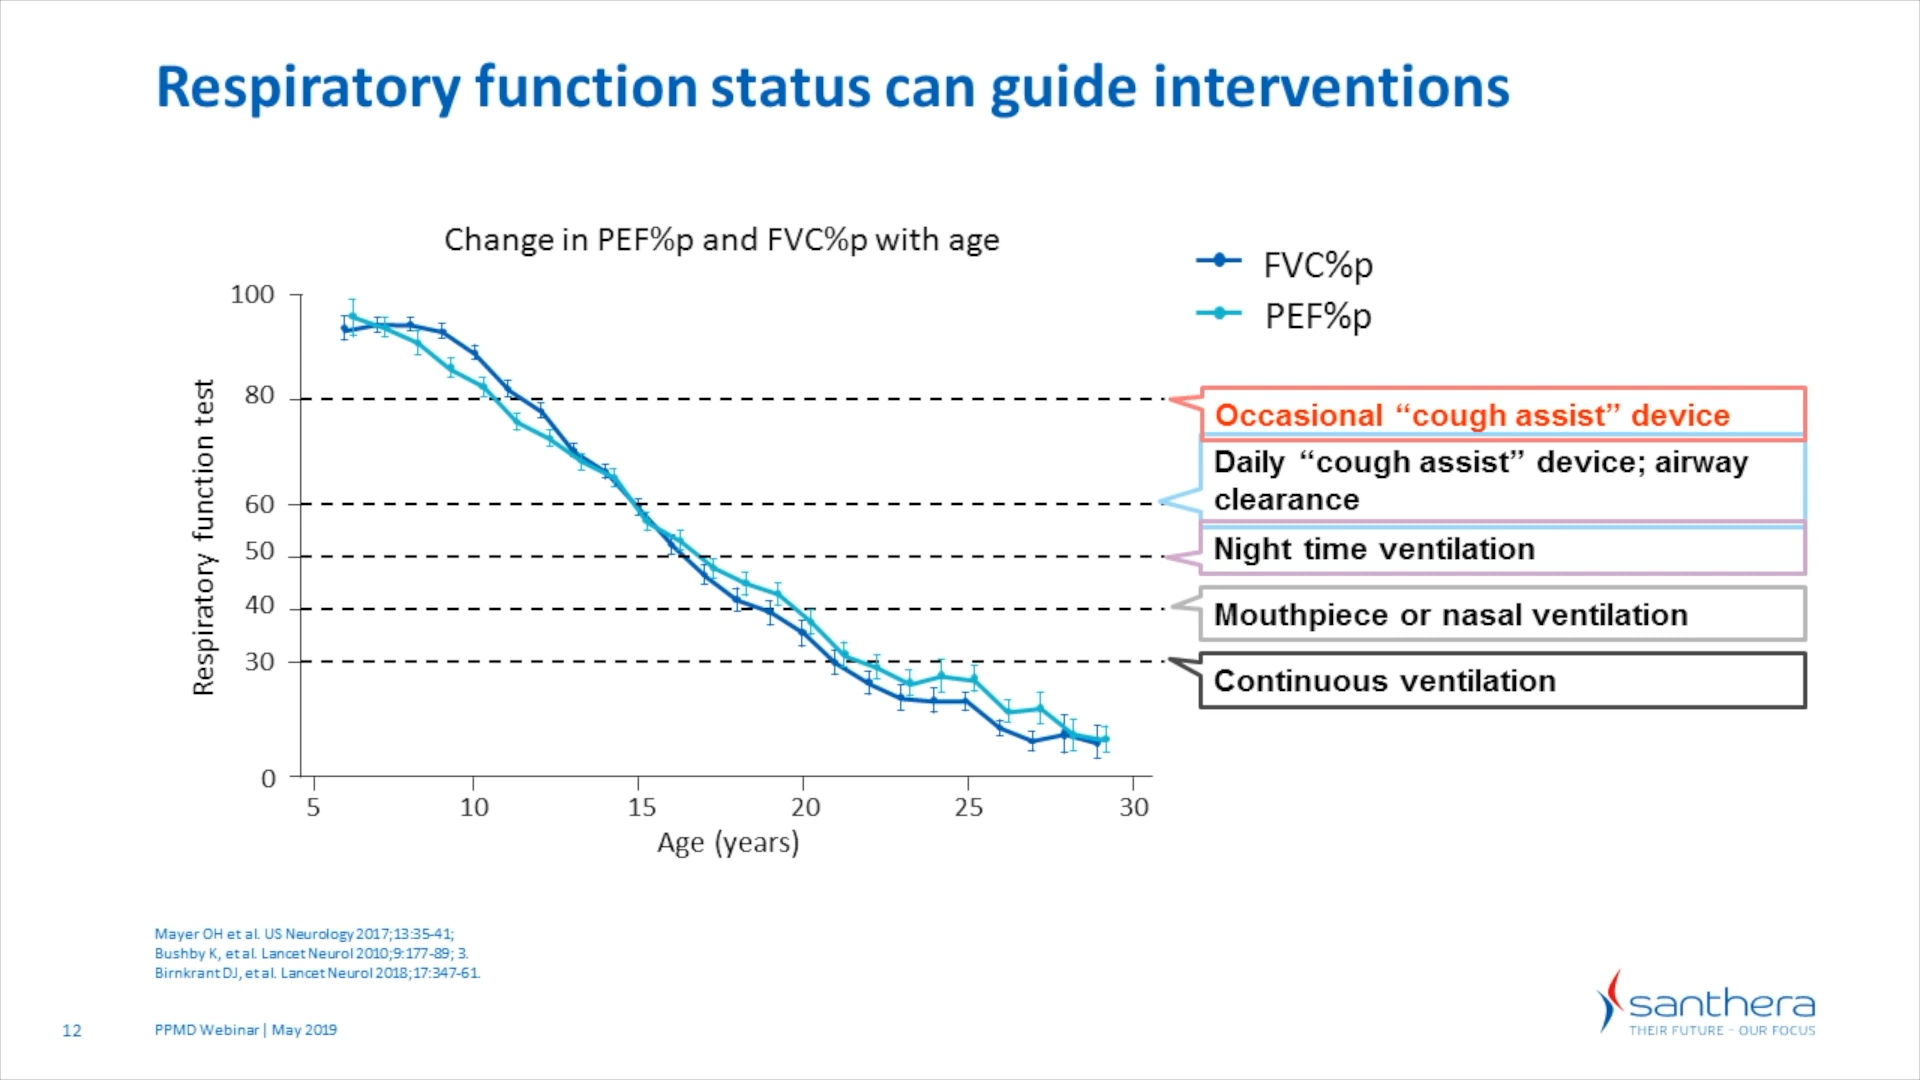 Respiratory function status can guide interventions
Change in PEF%p and FVC%p with age
FVC%p
PEF%p
Respiratory function test
100
80
60
50
40
30
0
5 10 15 20 25 30
Age (years)
Occasional “cough assist” device
Daily “cough assist” device; airway
clearance
Night time ventilation
Mouthpiece or nasal ventilation
Continuous ventilation
Mayer OH et al. US Neurology 2017;13:35-41;
Bushby K, et al. Lancet Neurol 2010;9:177-89; 3.
Birnkrant DJ, et al. Lancet Neurol 2018;17:347-61.
12 PPMD Webinar | May 2019
santhera
THEIR FUTURE - OUR FOCUS